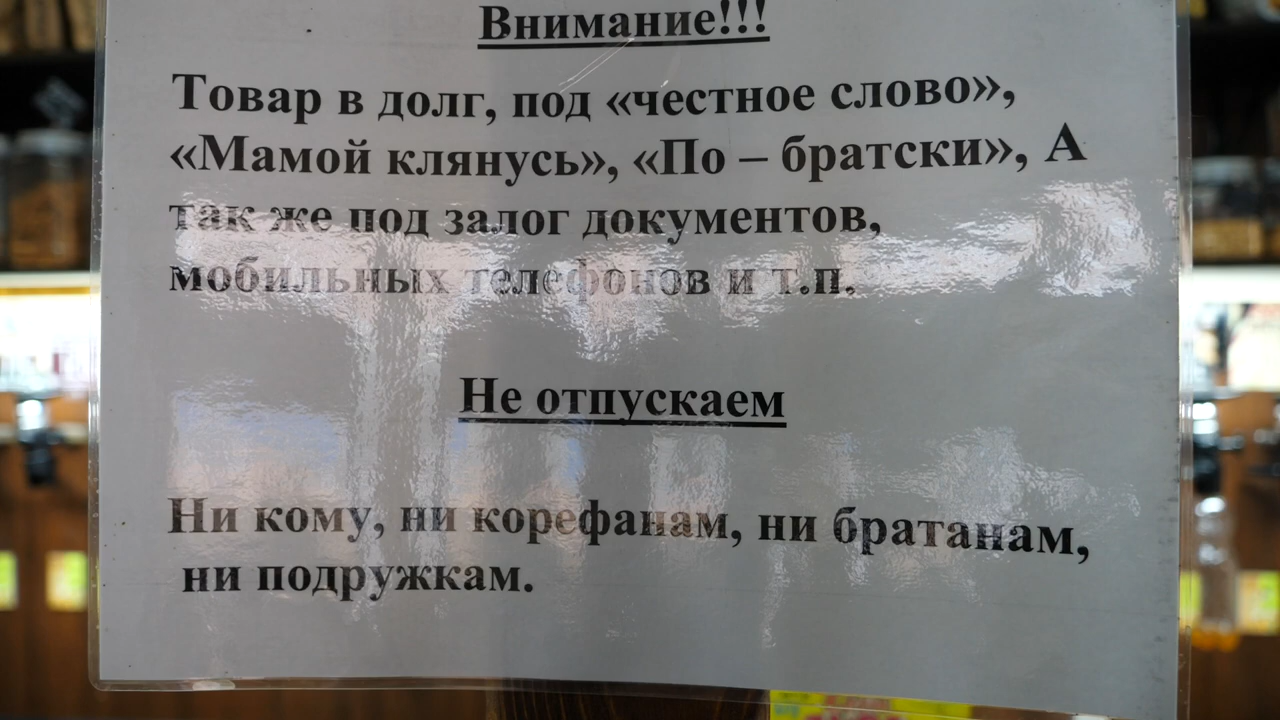 Внимание!!!
Товар в долг, под «честное слово»,
«Мамой клянусь», «По – братски», А
так же под залог документов,
мобильных телефонов и т.п.
Не отпускаем
Ни кому, ни корефанам, ни братанам,
ни подружкам.